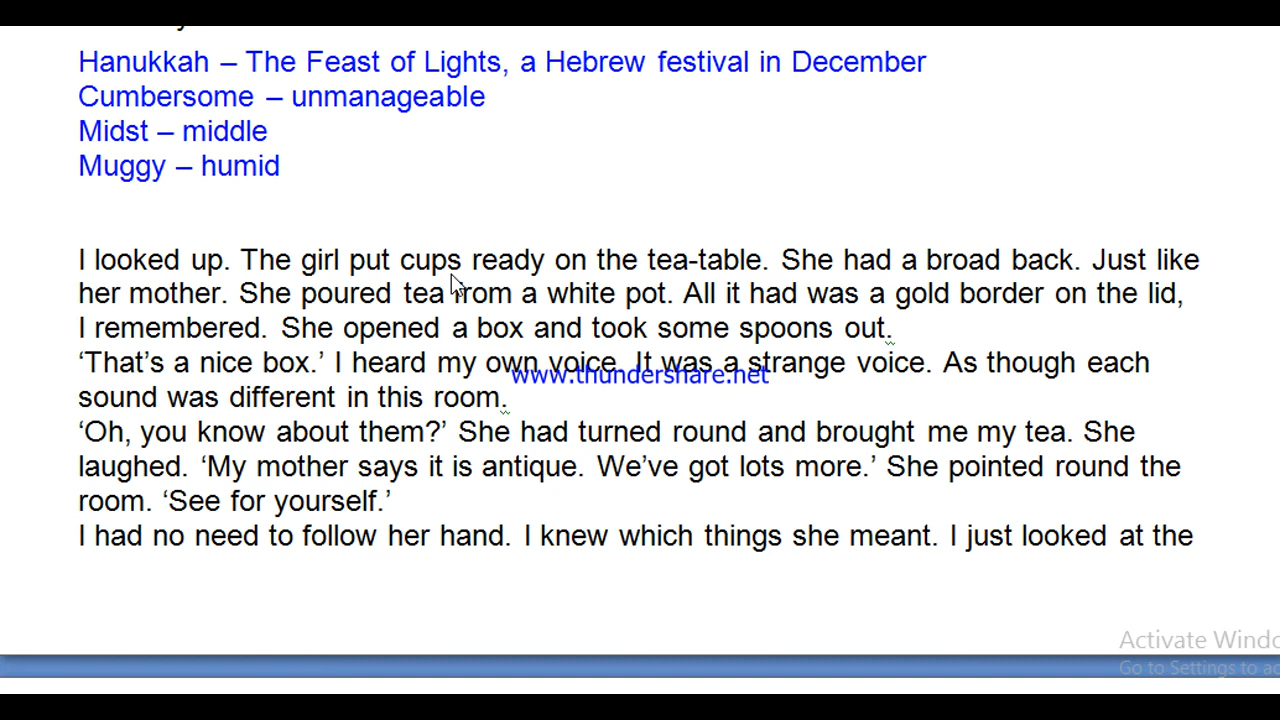 Hanukkah – The Feast of Lights, a Hebrew festival in December
Cumbersome – unmanageable
Midst – middle
Muggy – humid
I looked up. The girl put cups ready on the tea-table. She had a broad back. Just like
her mother. She poured tea from a white pot. All it had was a gold border on the lid,
I remembered. She opened a box and took some spoons out.
‘That’s a nice box.’ I heard my own voice. It was a strange voice. As though each
www.thundershare.net
sound was different in this room.
‘Oh, you know about them?’ She had turned round and brought me my tea. She
laughed. ‘My mother says it is antique. We’ve got lots more.’ She pointed round the
room. ‘See for yourself.’
I had no need to follow her hand. I knew which things she meant. I just looked at the
Activate Windo
Go to Settings to ac